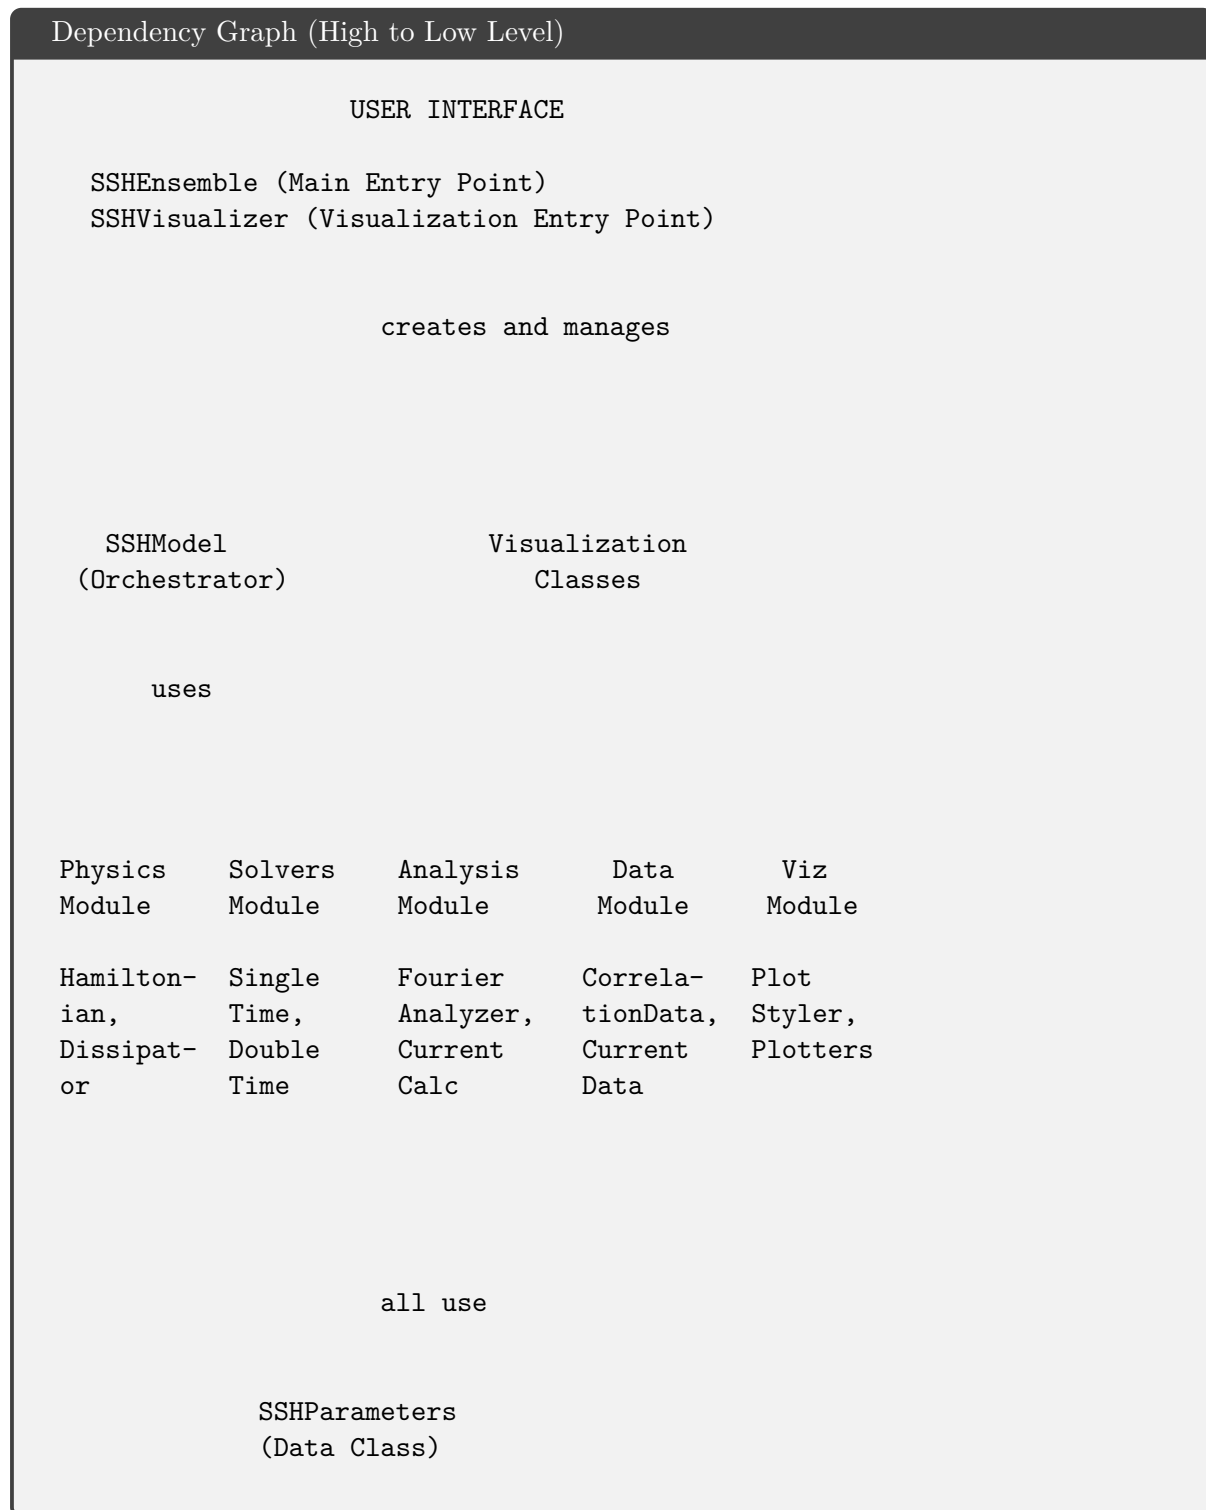 Dependency Graph (High to Low Level)
USER INTERFACE
SSHEnsemble (Main Entry Point)
SSHVisualizer (Visualization Entry Point)
creates and manages
SSHModel Visualization
(Orchestrator) Classes
uses
Physics Solvers Analysis Data Viz
Module Module Module Module Module
Hamilton- Single Fourier Correla- Plot
ian, Time, Analyzer, tionData, Styler,
Dissipat- Double Current Current Plotters
or Time Calc Data
all use
SSHParameters
(Data Class)